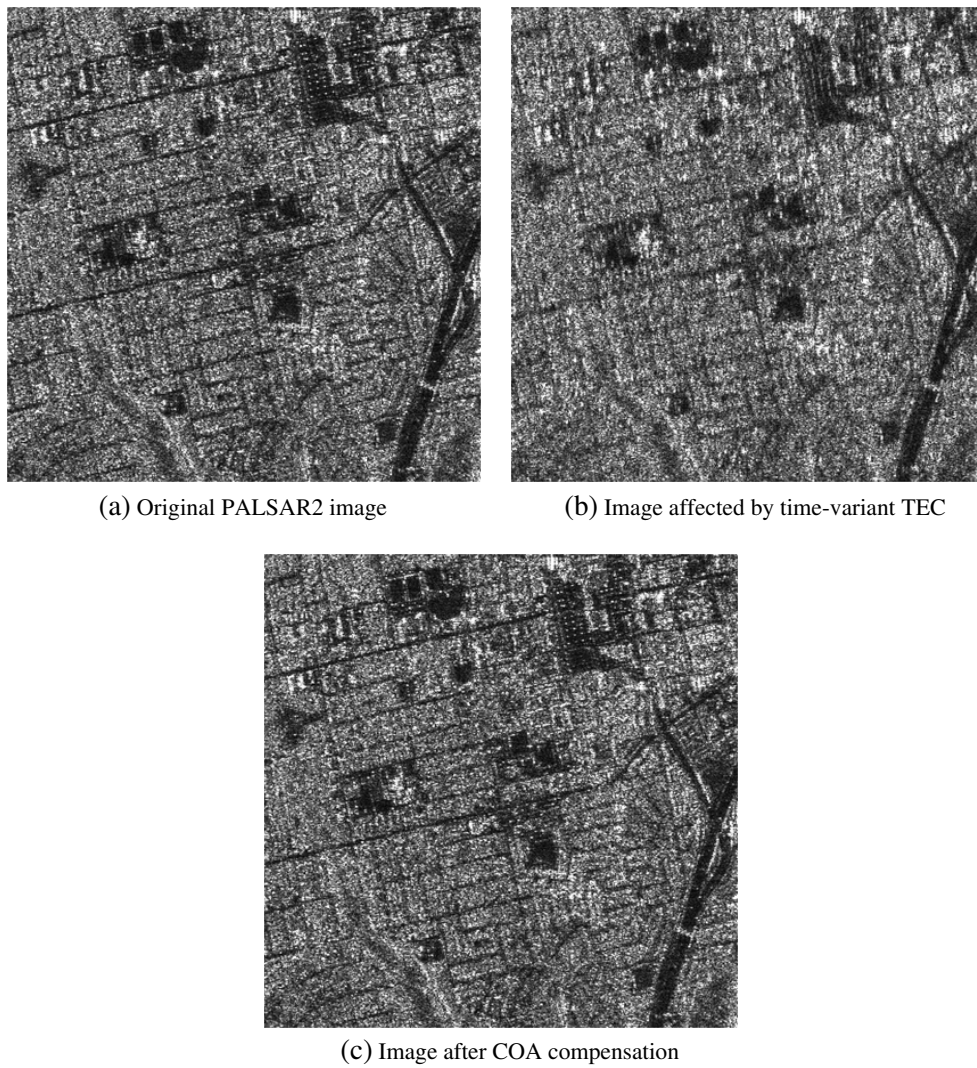 (a) Original PALSAR2 image
(b) Image affected by time-variant TEC
(c) Image after COA compensation